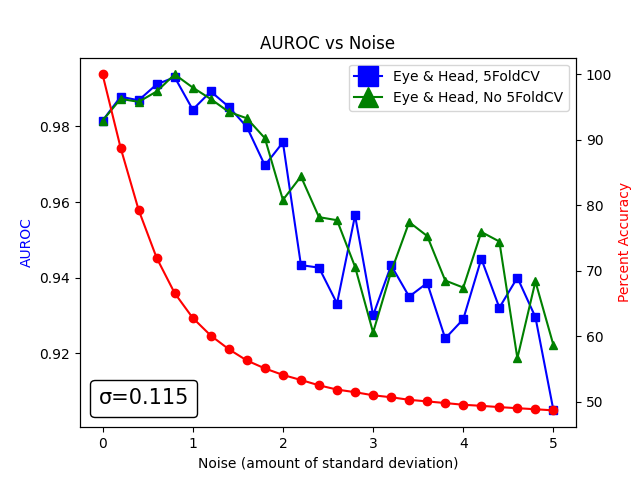 AUROC vs Noise
Eye & Head, 5FoldCV
Eye & Head, No 5FoldCV
AUROC
0.98
0.96
0.94
0.92
100
90
80
70
60
50
Percent Accuracy
σ=0.115
0 1 2 3 4 5
Noise (amount of standard deviation)